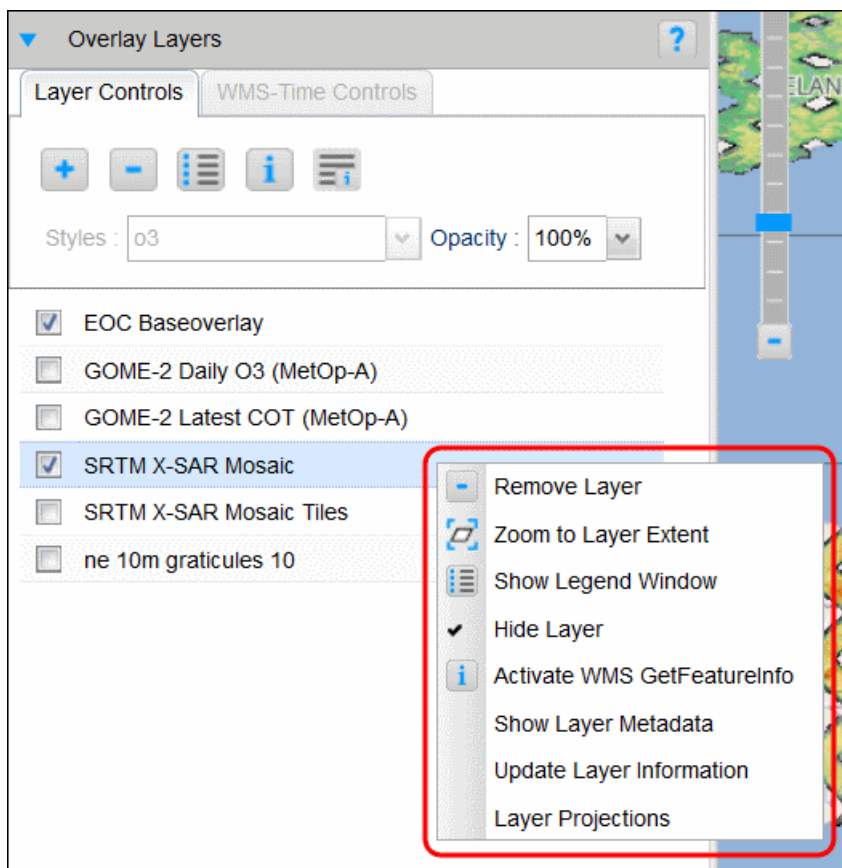 Overlay Layers
?
Layer Controls
WMS-Time Controls
Styles : o3
Opacity : 100%
EOC Baseoverlay
GOME-2 Daily O3 (MetOp-A)
GOME-2 Latest COT (MetOp-A)
SRTM X-SAR Mosaic
SRTM X-SAR Mosaic Tiles
ne 10m graticules 10
Remove Layer
Zoom to Layer Extent
Show Legend Window
Hide Layer
Activate WMS GetFeatureInfo
Show Layer Metadata
Update Layer Information
Layer Projections